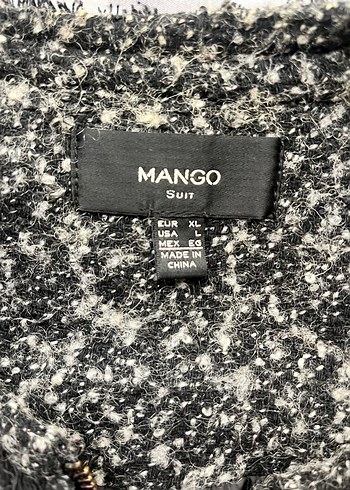 MANGO
SUIT
EUR XL
USA L
MEX EG
MADE IN
CHINA